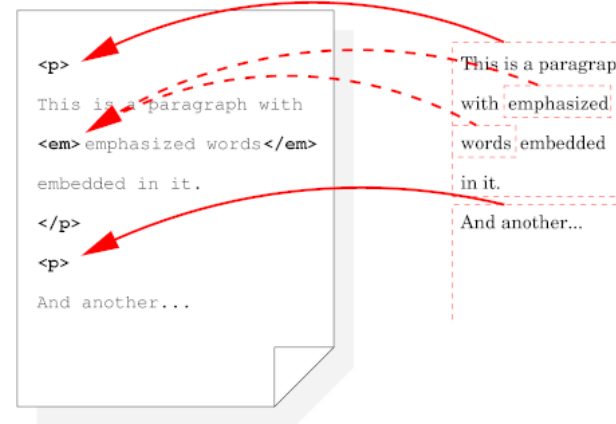 <p>
This is a paragraph with
<em> emphasized words</em>
embedded in it.
</p>
<p>
And another...
This is a paragrap
with emphasized
words embedded
in it.
And another...